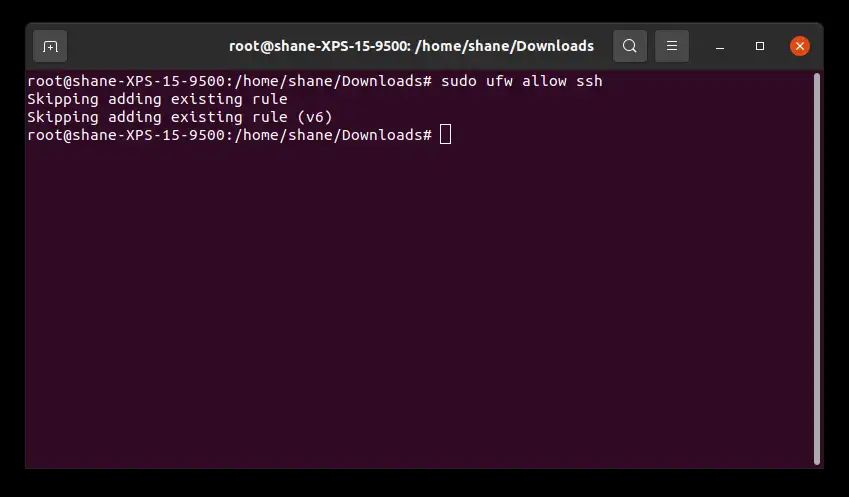 root@shane-XPS-15-9500: /home/shane/Downloads
root@shane-XPS-15-9500:/home/shane/Downloads# sudo ufw allow ssh
Skipping adding existing rule
Skipping adding existing rule (v6)
root@shane-XPS-15-9500:/home/shane/Downloads#